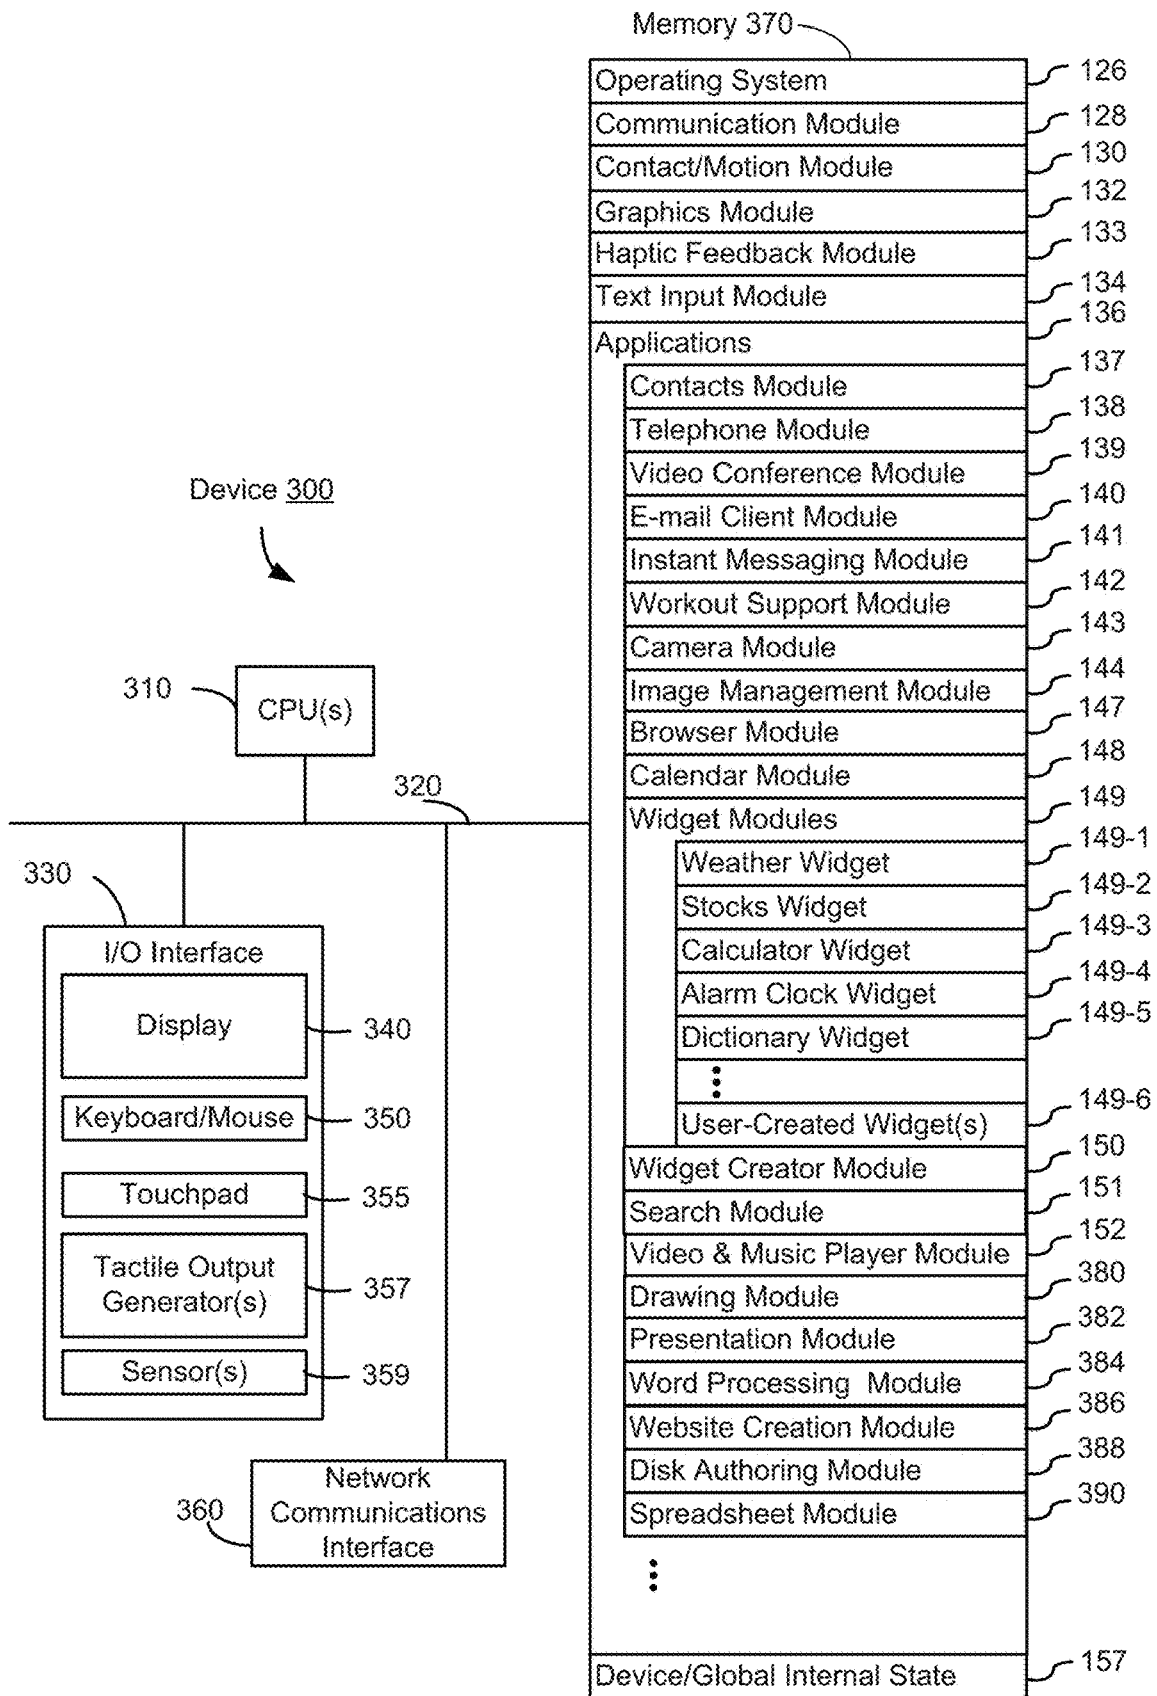 Memory 370
Operating System 126
Communication Module 128
Contact/Motion Module 130
Graphics Module 132
Haptic Feedback Module 133
Text Input Module 134
Applications 136
Contacts Module 137
Telephone Module 138
Video Conference Module 139
E-mail Client Module 140
Instant Messaging Module 141
Workout Support Module 142
Camera Module 143
Image Management Module 144
Browser Module 147
Calendar Module 148
Widget Modules 149
Weather Widget 149-1
Stocks Widget 149-2
Calculator Widget 149-3
Alarm Clock Widget 149-4
Dictionary Widget 149-5
User-Created Widget(s) 149-6
Widget Creator Module 150
Search Module 151
Video & Music Player Module 152
Drawing Module 380
Presentation Module 382
Word Processing Module 384
Website Creation Module 386
Disk Authoring Module 388
Spreadsheet Module 390
Device/Global Internal State 157
Device 300
310
CPU(s)
320
330
I/O Interface
Display 340
Keyboard/Mouse 350
Touchpad 355
Tactile Output
Generator(s) 357
Sensor(s) 359
360
Network
Communications
Interface